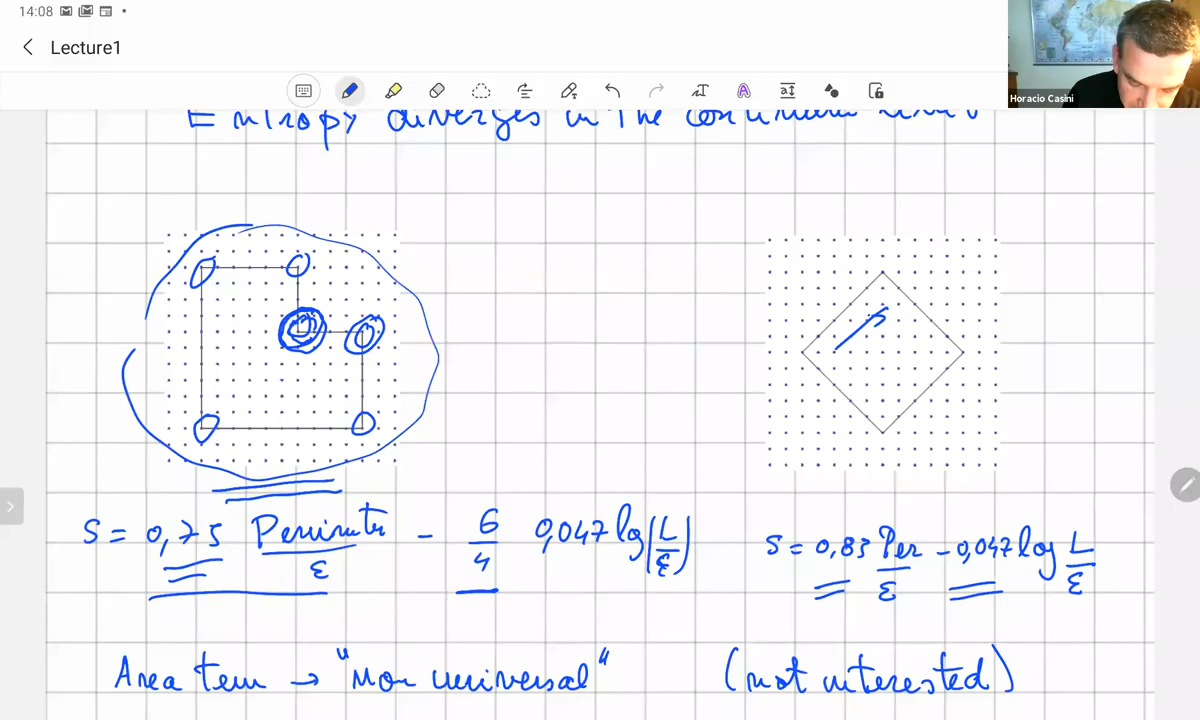 14:08
Lecture1
Horacio Casini
Entropy diverges in the continuum limit
S = 0,75 Perimeter/ε - 6/4 0,047 log(L/ε)
S = 0,83 Per/ε - 0,047 log L/ε
Area term → "Non universal" (not interested)